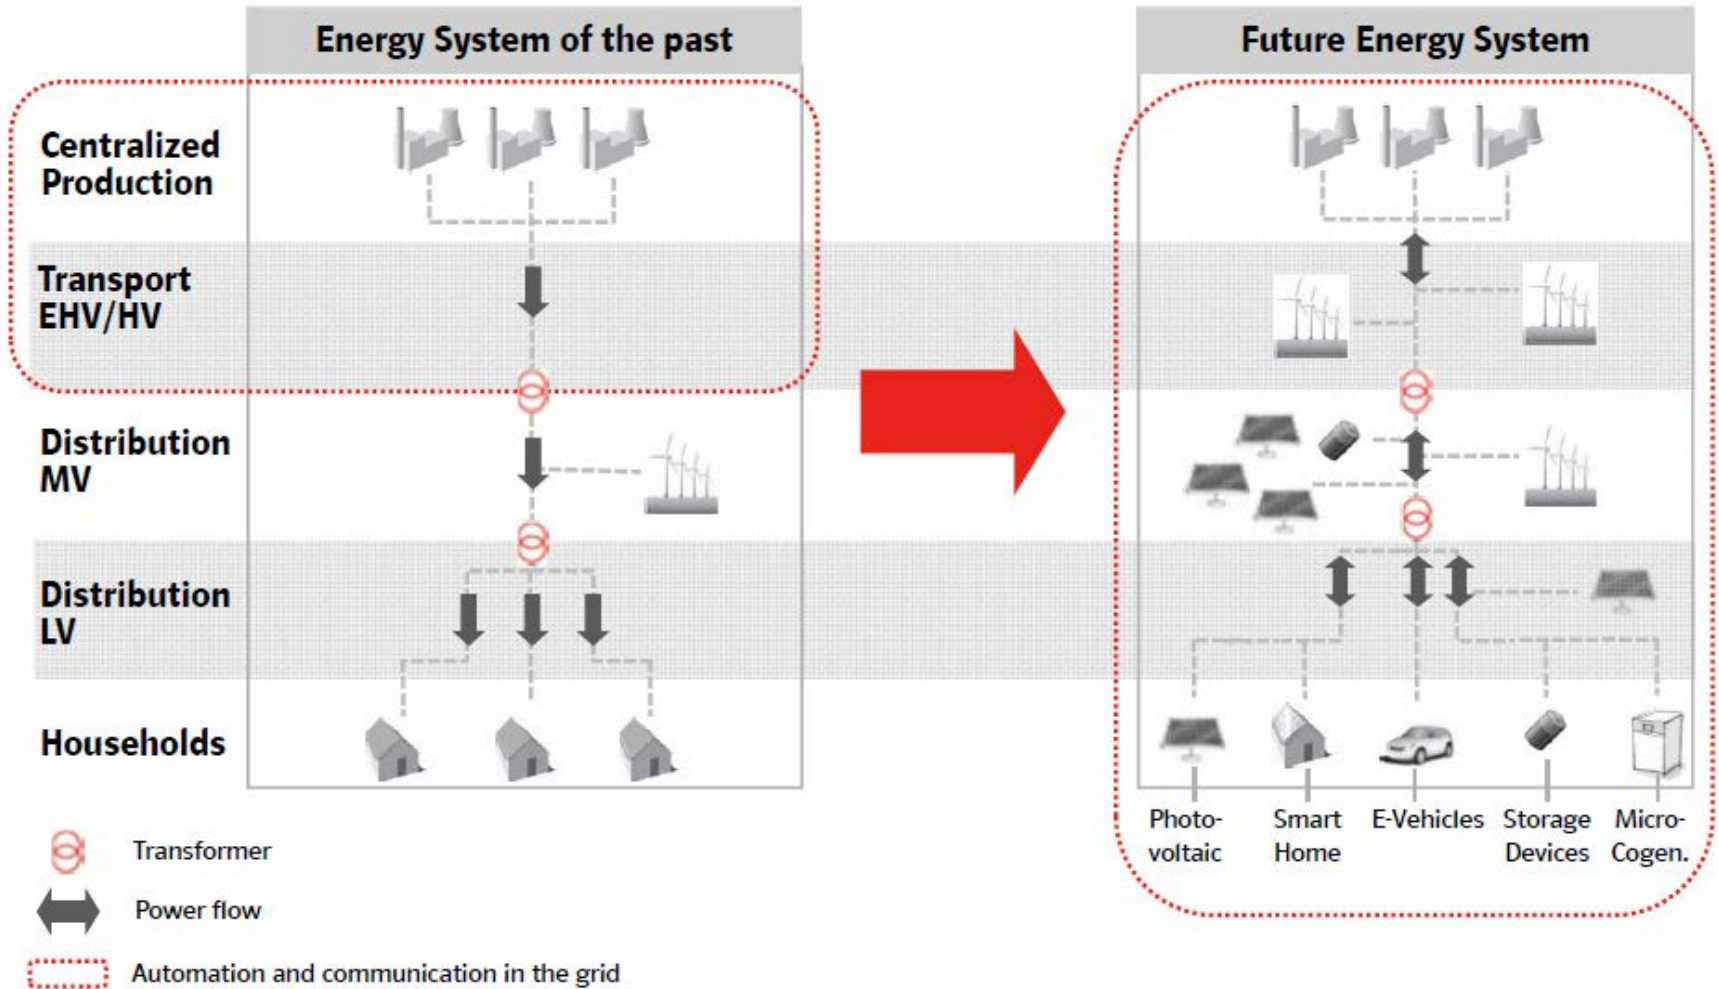 Energy System of the past
Future Energy System
Centralized
Production
Transport
EHV/HV
Distribution
MV
Distribution
LV
Households
Photo-
voltaic
Smart
Home
E-Vehicles
Storage
Devices
Micro-
Cogen.
Transformer
Power flow
Automation and communication in the grid